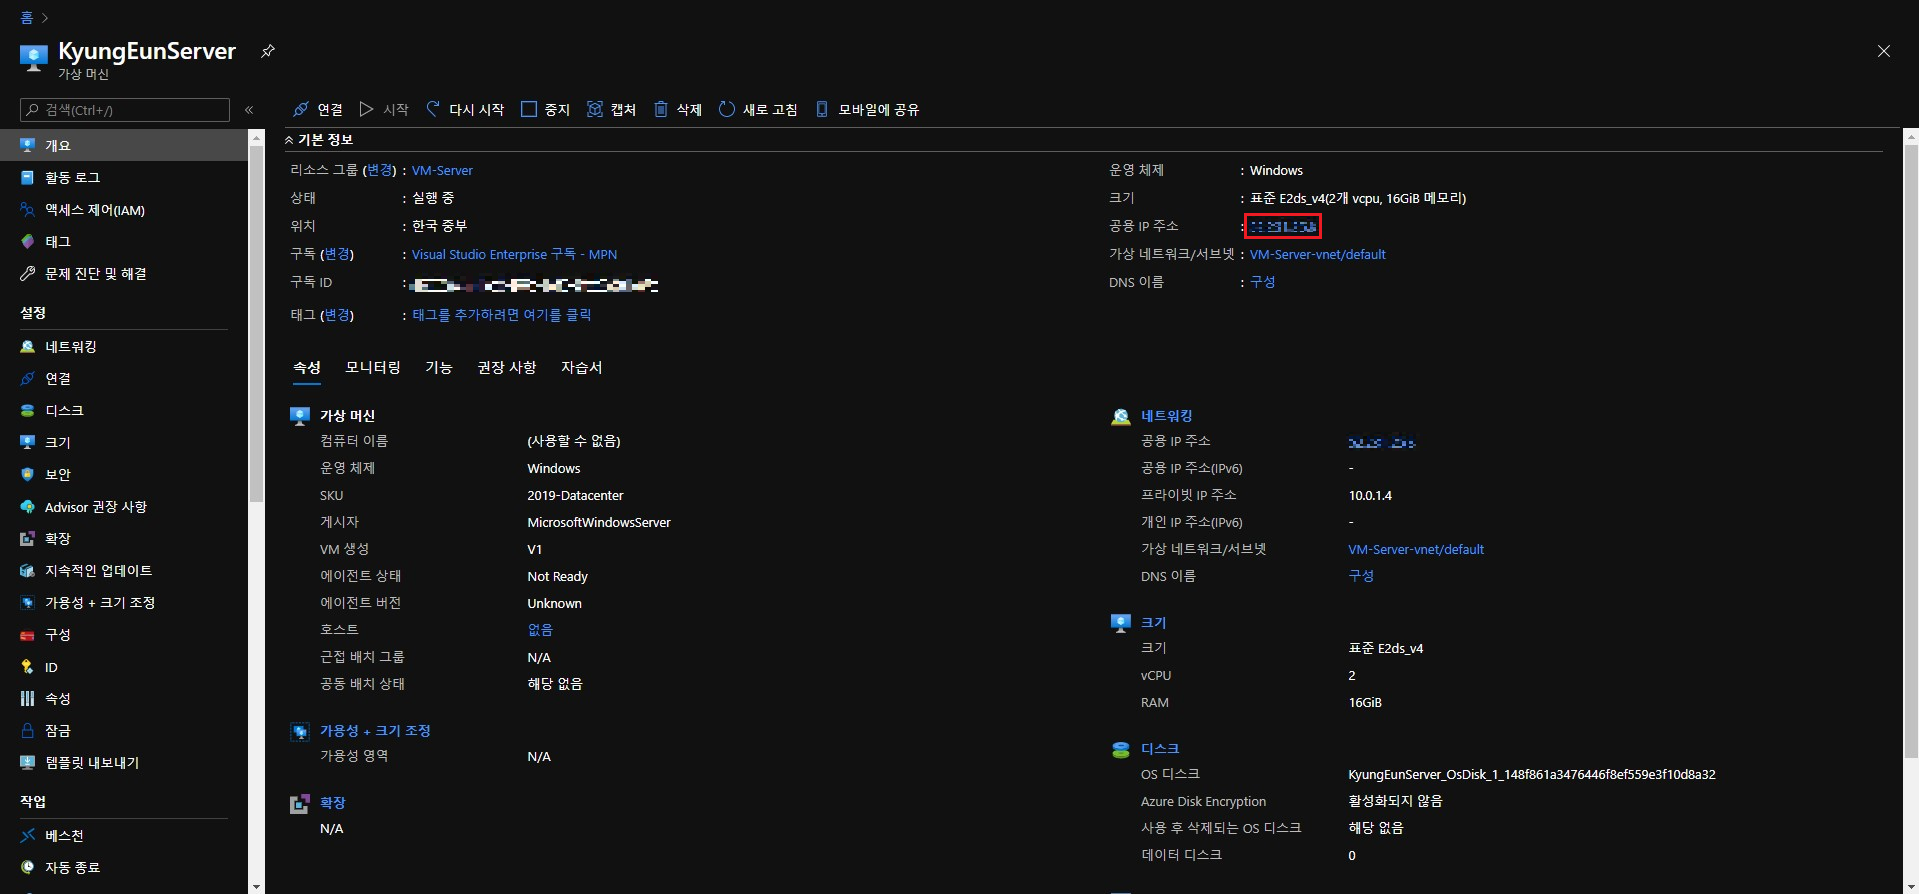 홈 >
KyungEunServer
가상 머신
검색(Ctrl+/)
«
연결 시작 다시 시작 중지 캡처 삭제 새로 고침 모바일에 공유
개요
활동 로그
액세스 제어(IAM)
태그
문제 진단 및 해결
설정
네트워킹
연결
디스크
크기
보안
Advisor 권장 사항
확장
지속적인 업데이트
가용성 + 크기 조정
구성
ID
속성
잠금
템플릿 내보내기
작업
베스천
자동 종료
기본 정보
리소스 그룹 (변경) : VM-Server
상태 : 실행 중
위치 : 한국 중부
구독 (변경) : Visual Studio Enterprise 구독 - MPN
구독 ID :
태그 (변경) : 태그를 추가하려면 여기를 클릭
운영 체제 : Windows
크기 : 표준 E2ds_v4(2개 vcpu, 16GiB 메모리)
공용 IP 주소 :
가상 네트워크/서브넷 : VM-Server-vnet/default
DNS 이름 : 구성
속성 모니터링 기능 권장 사항 자습서
가상 머신
컴퓨터 이름 (사용할 수 없음)
운영 체제 Windows
SKU 2019-Datacenter
게시자 MicrosoftWindowsServer
VM 생성 V1
에이전트 상태 Not Ready
에이전트 버전 Unknown
호스트 없음
근접 배치 그룹 N/A
공동 배치 상태 해당 없음
가용성 + 크기 조정
가용성 영역 N/A
확장
N/A
네트워킹
공용 IP 주소
공용 IP 주소(IPv6) -
프라이빗 IP 주소 10.0.1.4
개인 IP 주소(IPv6) -
가상 네트워크/서브넷 VM-Server-vnet/default
DNS 이름 구성
크기
크기 표준 E2ds_v4
vCPU 2
RAM 16GiB
디스크
OS 디스크 KyungEunServer_OsDisk_1_148f861a3476446f8ef559e3f10d8a32
Azure Disk Encryption 활성화되지 않음
사용 후 삭제되는 OS 디스크 해당 없음
데이터 디스크 0